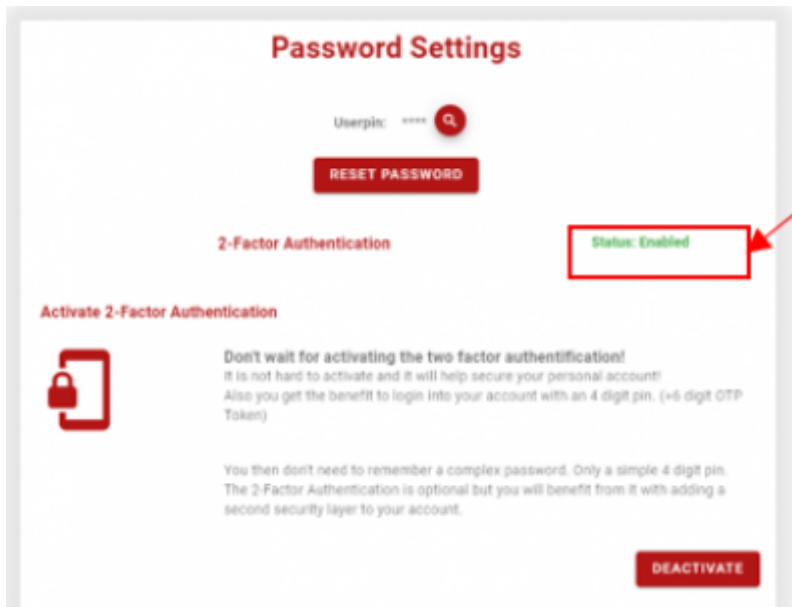 Password Settings
Userpin: ****
RESET PASSWORD
2-Factor Authentication
Status: Enabled
Activate 2-Factor Authentication
Don't wait for activating the two factor authentification!
It is not hard to activate and it will help secure your personal account!
Also you get the benefit to login into your account with an 4 digit pin. (+6 digit OTP
Token)
You then don't need to remember a complex password. Only a simple 4 digit pin.
The 2-Factor Authentication is optional but you will benefit from it with adding a
second security layer to your account.
DEACTIVATE